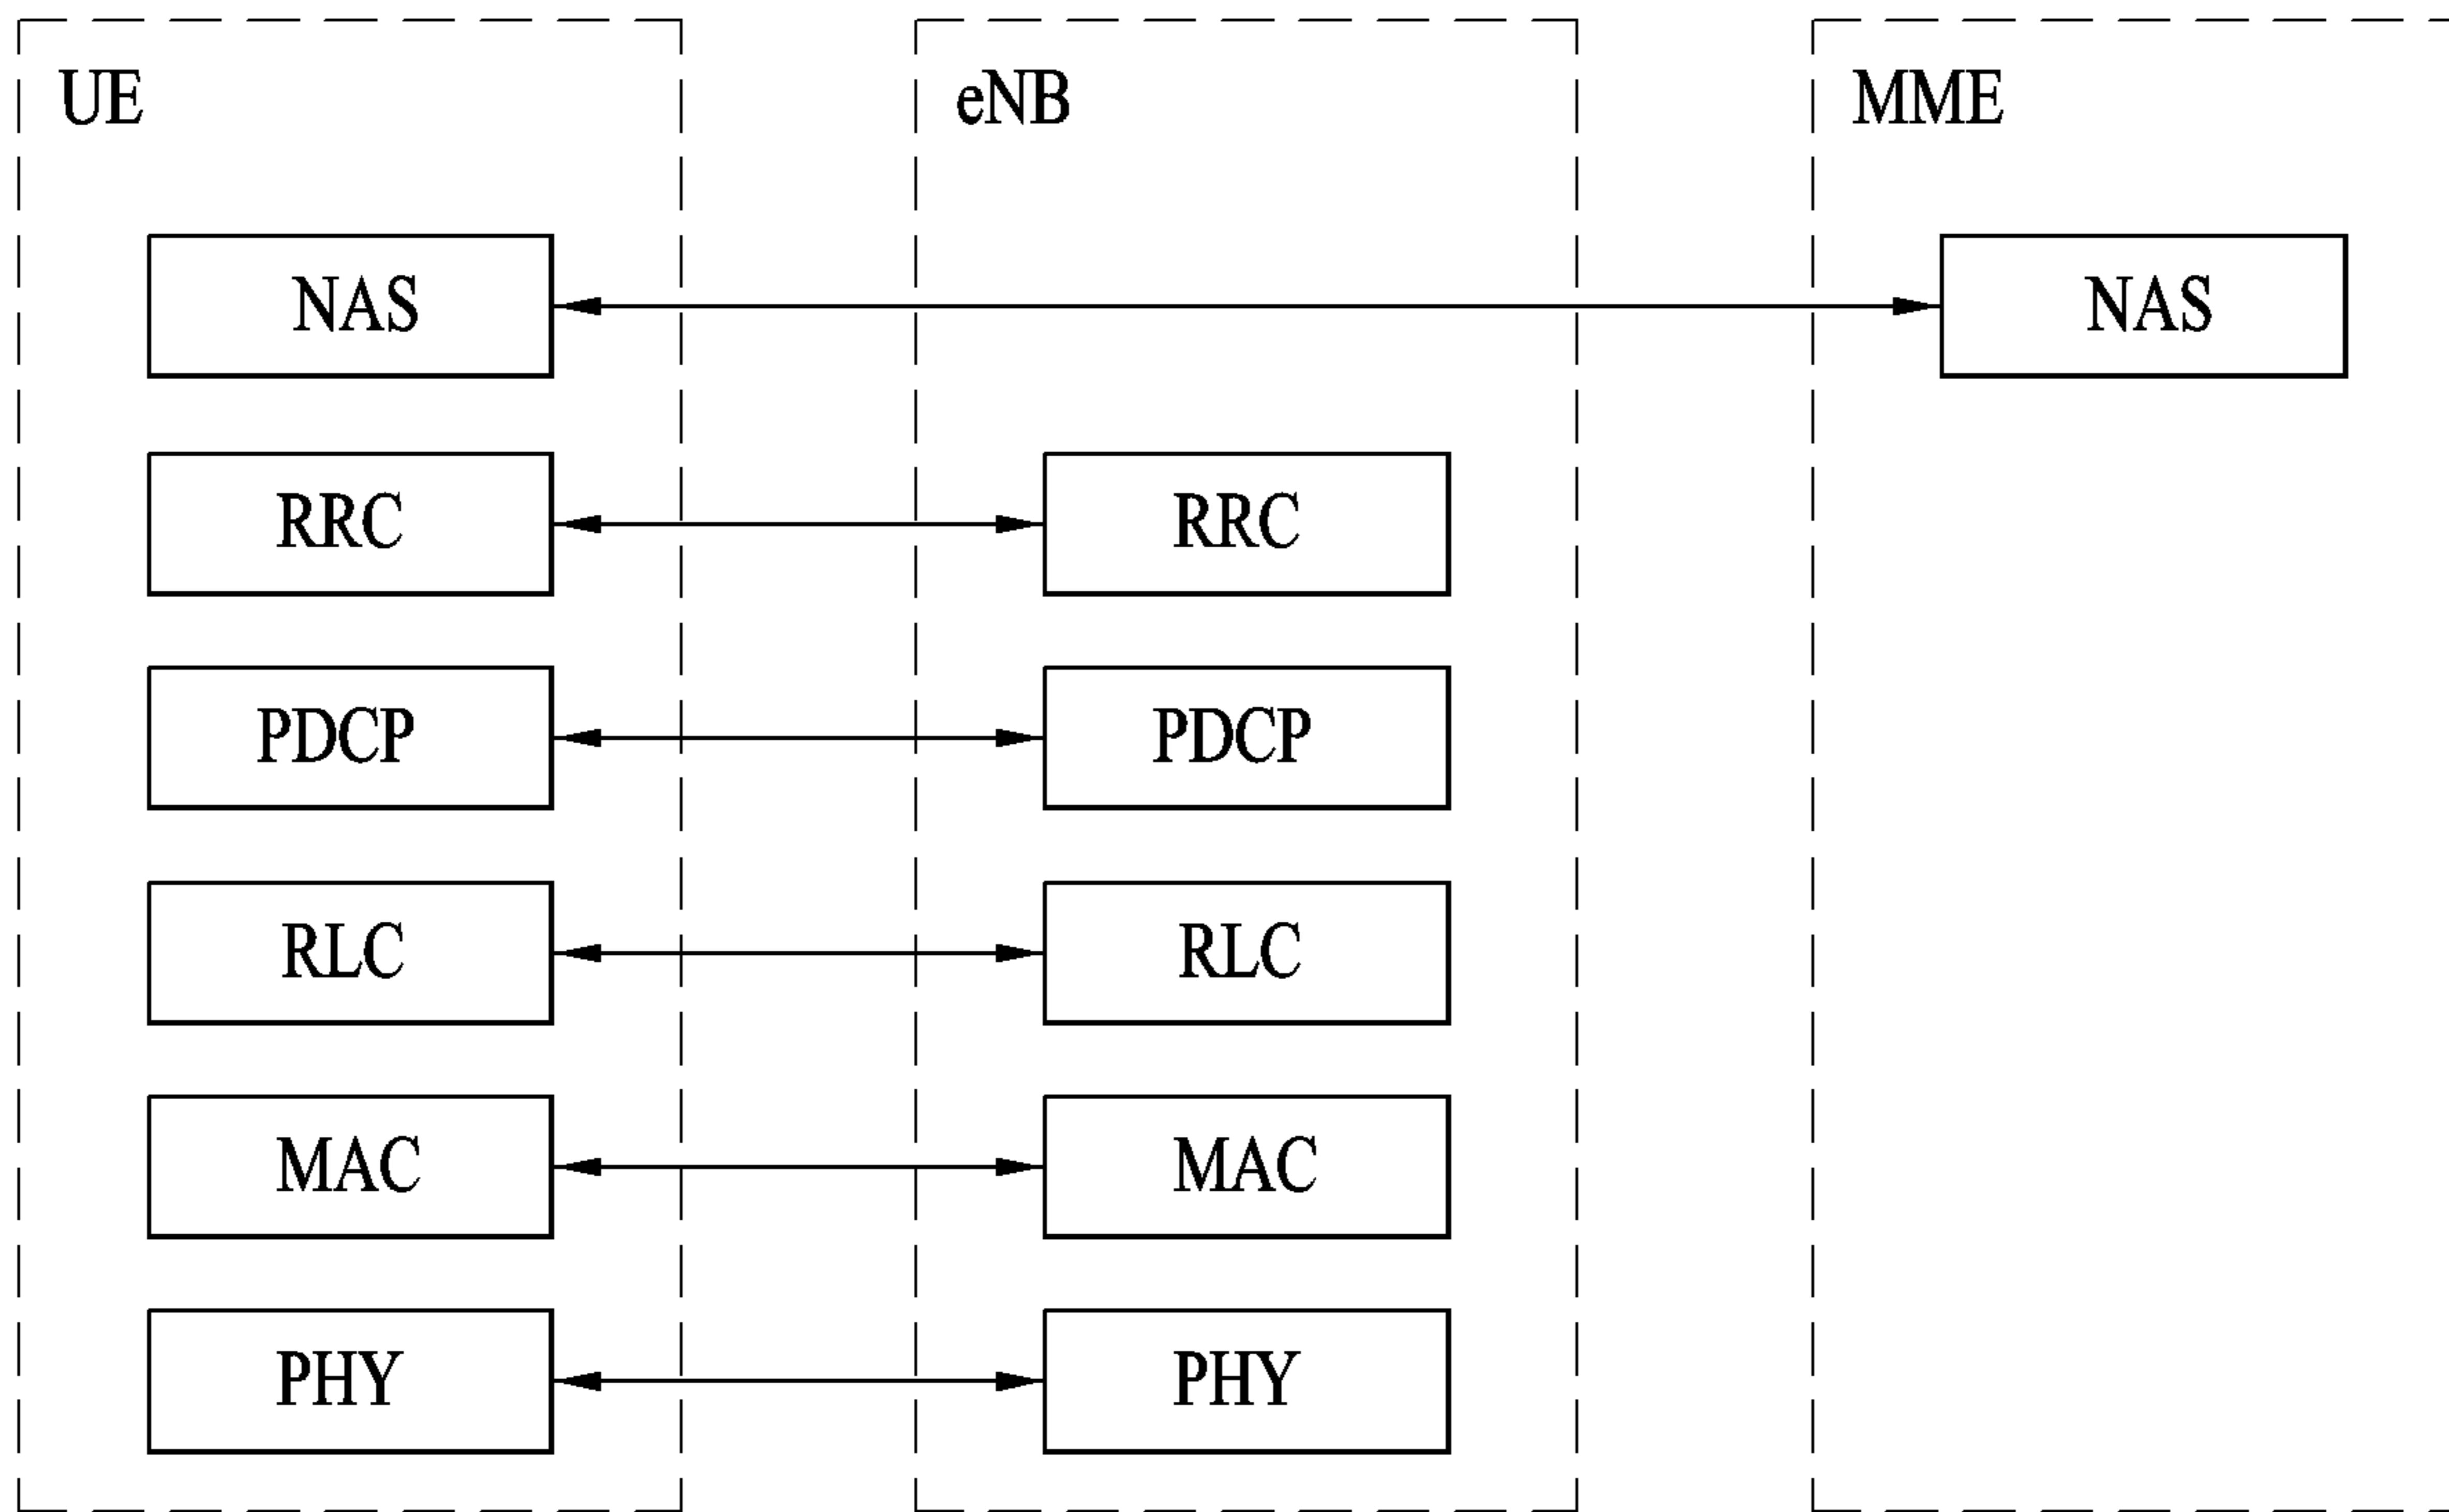 UE eNB MME
NAS NAS
RRC RRC
PDCP PDCP
RLC RLC
MAC MAC
PHY PHY